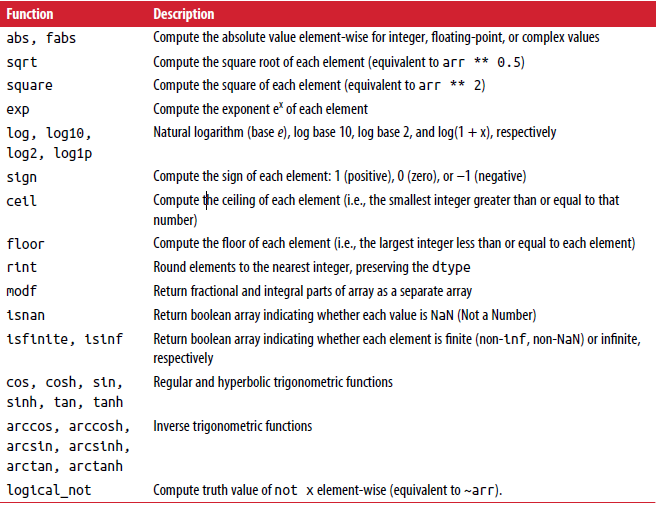 Function Description
abs, fabs Compute the absolute value element-wise for integer, floating-point, or complex values
sqrt Compute the square root of each element (equivalent to arr ** 0.5)
square Compute the square of each element (equivalent to arr ** 2)
exp Compute the exponent eˣ of each element
log, log10, Natural logarithm (base e), log base 10, log base 2, and log(1 + x), respectively
log2, log1p
sign Compute the sign of each element: 1 (positive), 0 (zero), or –1 (negative)
ceil Compute the ceiling of each element (i.e., the smallest integer greater than or equal to that
number)
floor Compute the floor of each element (i.e., the largest integer less than or equal to each element)
rint Round elements to the nearest integer, preserving the dtype
modf Return fractional and integral parts of array as a separate array
isnan Return boolean array indicating whether each value is NaN (Not a Number)
isfinite, isinf Return boolean array indicating whether each element is finite (non-inf, non-NaN) or infinite,
respectively
cos, cosh, sin, Regular and hyperbolic trigonometric functions
sinh, tan, tanh
arccos, arccosh, Inverse trigonometric functions
arcsin, arcsinh,
arctan, arctanh
logical_not Compute truth value of not x element-wise (equivalent to ~arr).